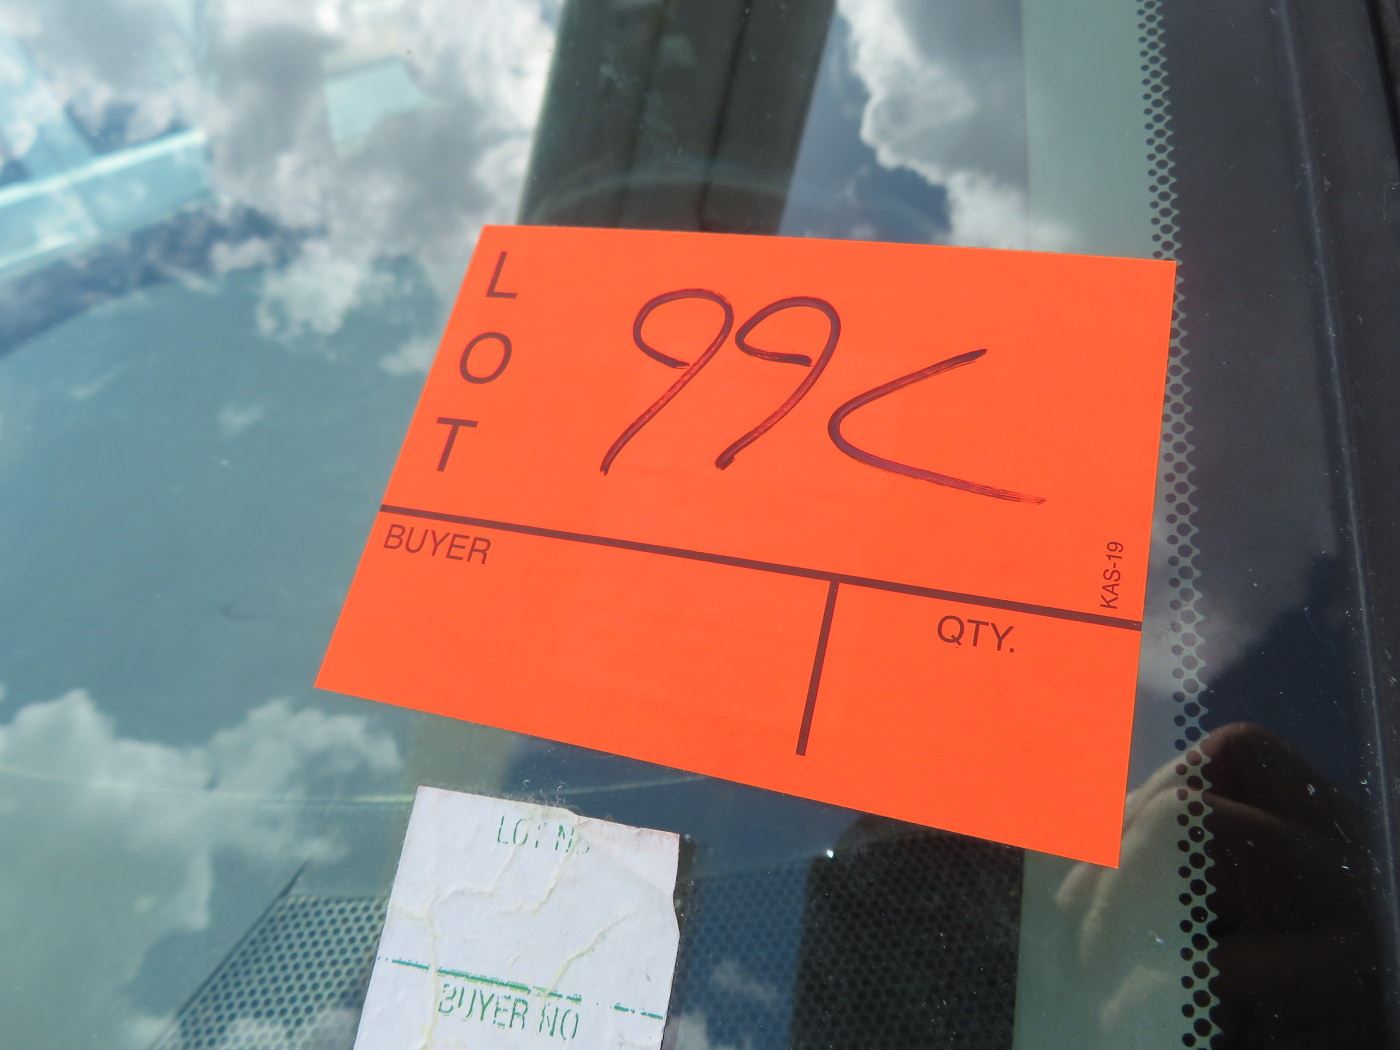 LOT 99C
KAS-19
BUYER
QTY.
LOT NO
BUYER NO